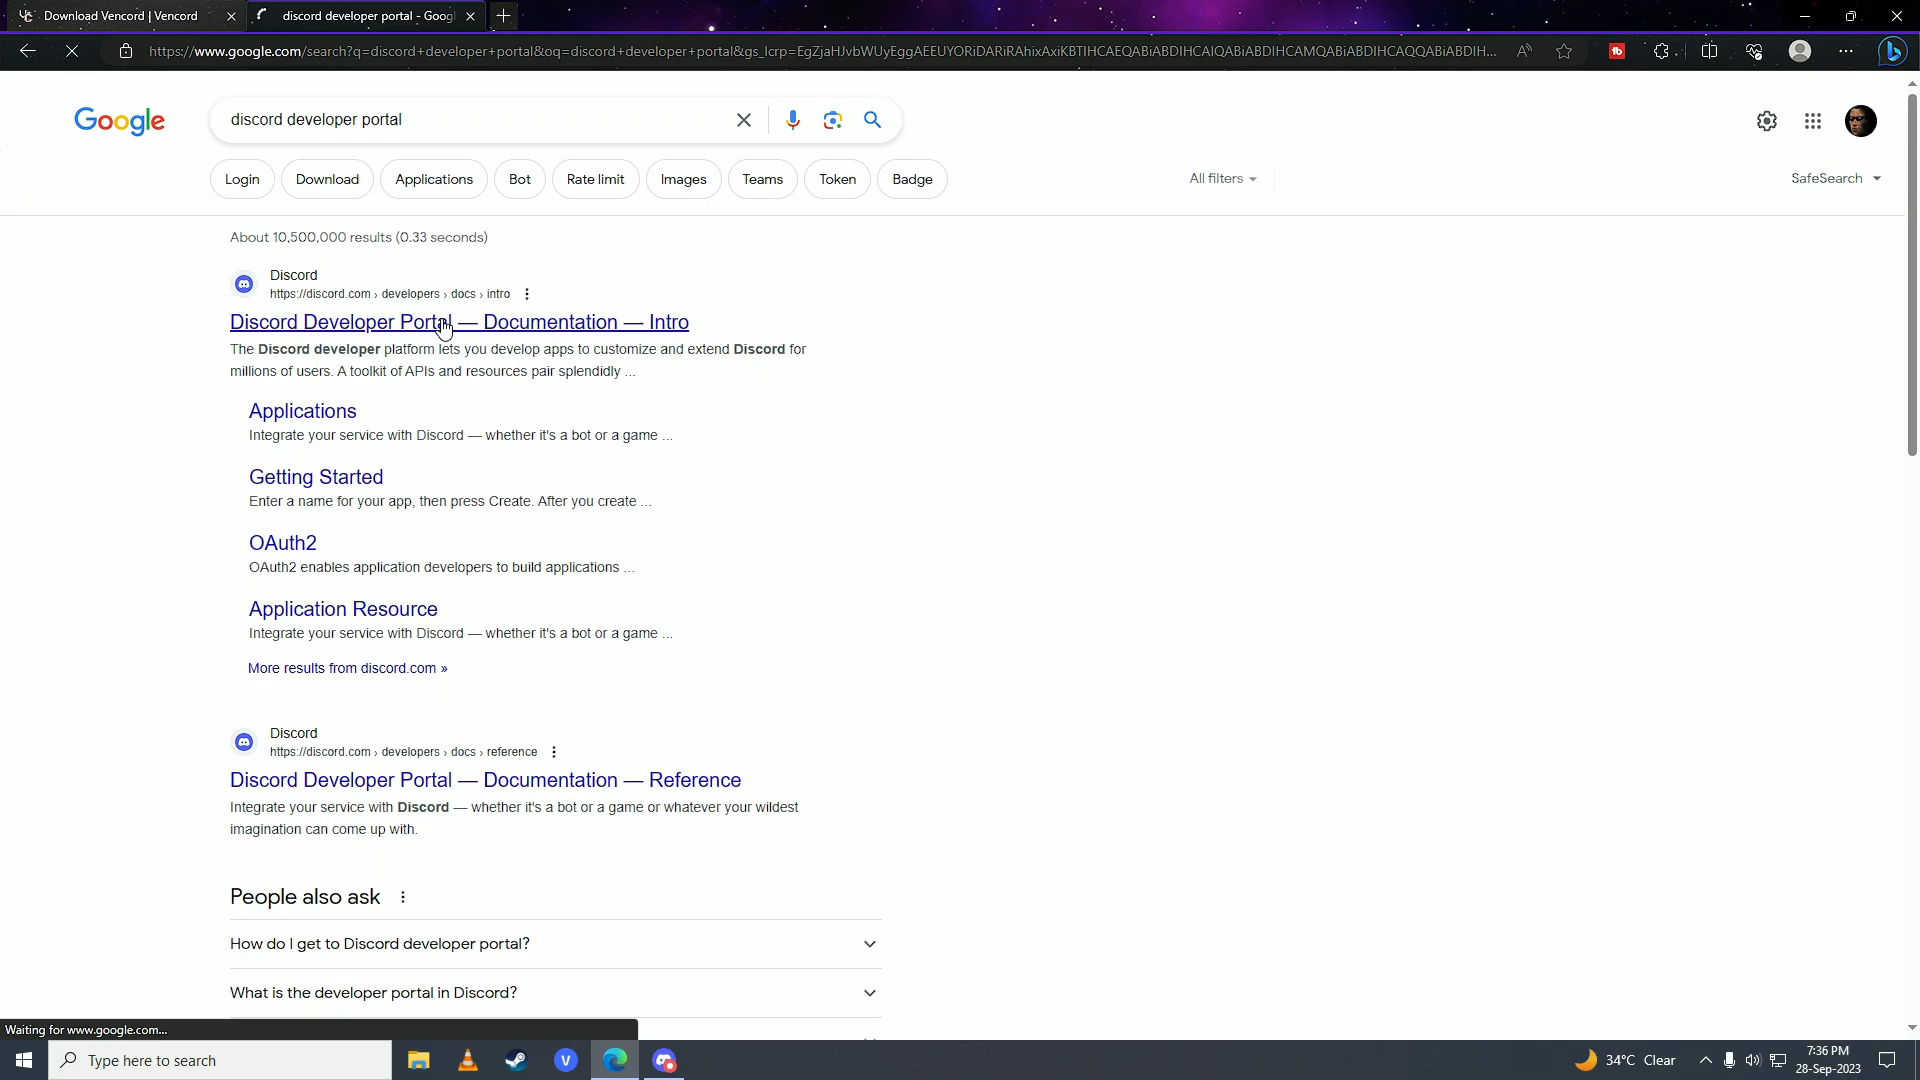 Download Vencord | Vencord
discord developer portal - Googl
https://www.google.com/search?q=discord+developer+portal&oq=discord+developer+portal&gs_lcrp=EgZjaHJvbWUyEggAEEUYORiDARiRAhixAxiKBTIHCAEQABiABDIHCAIQABiABDIHCAMQABiABDIHCAQQABiABDIH...
Google
discord developer portal
Login
Download
Applications
Bot
Rate limit
Images
Teams
Token
Badge
All filters
SafeSearch
About 10,500,000 results (0.33 seconds)
Discord
https://discord.com › developers › docs › intro
Discord Developer Portal — Documentation — Intro
The Discord developer platform lets you develop apps to customize and extend Discord for
millions of users. A toolkit of APIs and resources pair splendidly ...
Applications
Integrate your service with Discord — whether it's a bot or a game ...
Getting Started
Enter a name for your app, then press Create. After you create ...
OAuth2
OAuth2 enables application developers to build applications ...
Application Resource
Integrate your service with Discord — whether it's a bot or a game ...
More results from discord.com »
Discord
https://discord.com › developers › docs › reference
Discord Developer Portal — Documentation — Reference
Integrate your service with Discord — whether it's a bot or a game or whatever your wildest
imagination can come up with.
People also ask
How do I get to Discord developer portal?
What is the developer portal in Discord?
Waiting for www.google.com...
Type here to search
34°C Clear
7:36 PM
28-Sep-2023